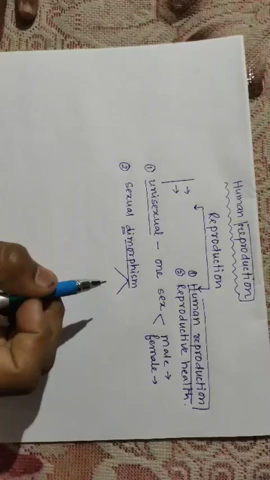 Human Reproduction
Reproduction
① Human reproduction
② Reproductive health.
① unisexual - one sex < male →
female →
② sexual dimorphism